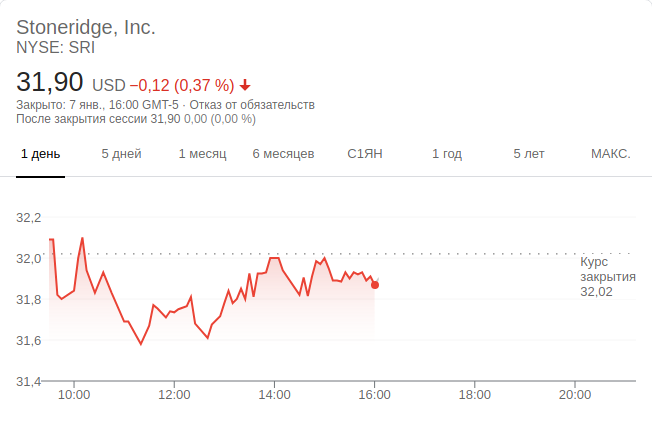 Stoneridge, Inc.
NYSE: SRI
31,90 USD −0,12 (0,37 %)
Закрыто: 7 янв., 16:00 GMT-5 · Отказ от обязательств
После закрытия сессии 31,90 0,00 (0,00 %)
1 день 5 дней 1 месяц 6 месяцев С1ЯН 1 год 5 лет МАКС.
32,2
32,0
Курс
закрытия
32,02
31,8
31,6
31,4
10:00 12:00 14:00 16:00 18:00 20:00